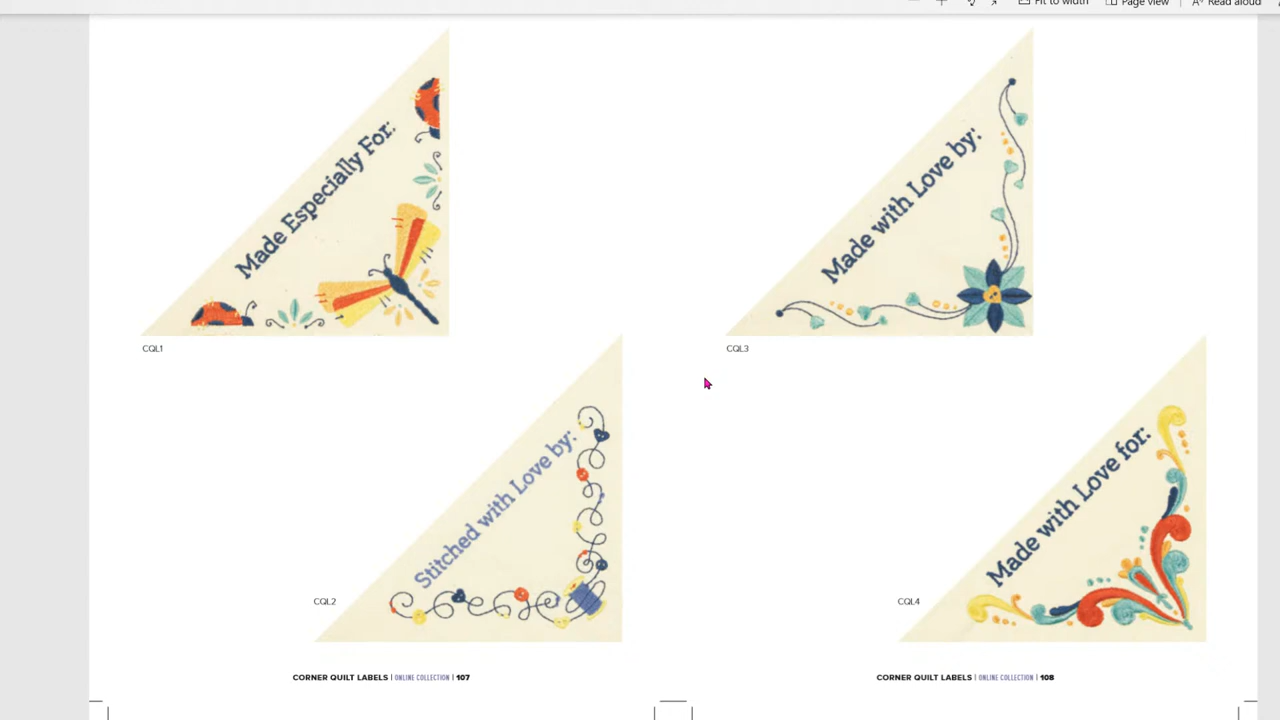 Fit to width
Page view
Read aloud
Made Especially For:
CQL1
Stitched with Love by:
CQL2
CORNER QUILT LABELS | ONLINE COLLECTION | 107
Made with Love by:
CQL3
Made with Love for:
CQL4
CORNER QUILT LABELS | ONLINE COLLECTION | 108